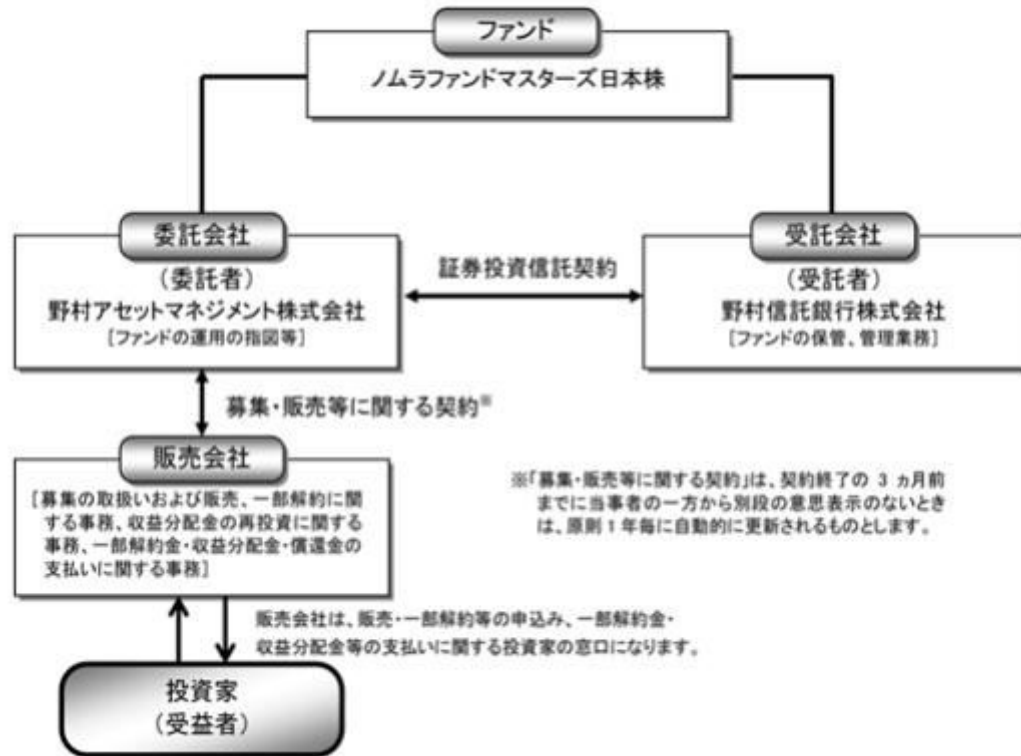 ファンド
ノムラファンドマスターズ日本株
委託会社
(委託者)
野村アセットマネジメント株式会社
[ファンドの運用の指図等]
証券投資信託契約
受託会社
(受託者)
野村信託銀行株式会社
[ファンドの保管、管理業務]
募集・販売等に関する契約※
販売会社
[募集の取扱いおよび販売、一部解約に
関する事務、収益分配金の再投資に関する
事務、一部解約金・収益分配金・償還金の
支払いに関する事務]
※「募集・販売等に関する契約」は、契約終了の 3 ヵ月前
までに当事者の一方から別段の意思表示のないとき
は、原則 1 年毎に自動的に更新されるものとします。
販売会社は、販売・一部解約等の申込み、一部解約金・
収益分配金等の支払いに関する投資家の窓口になります。
投資家
(受益者)